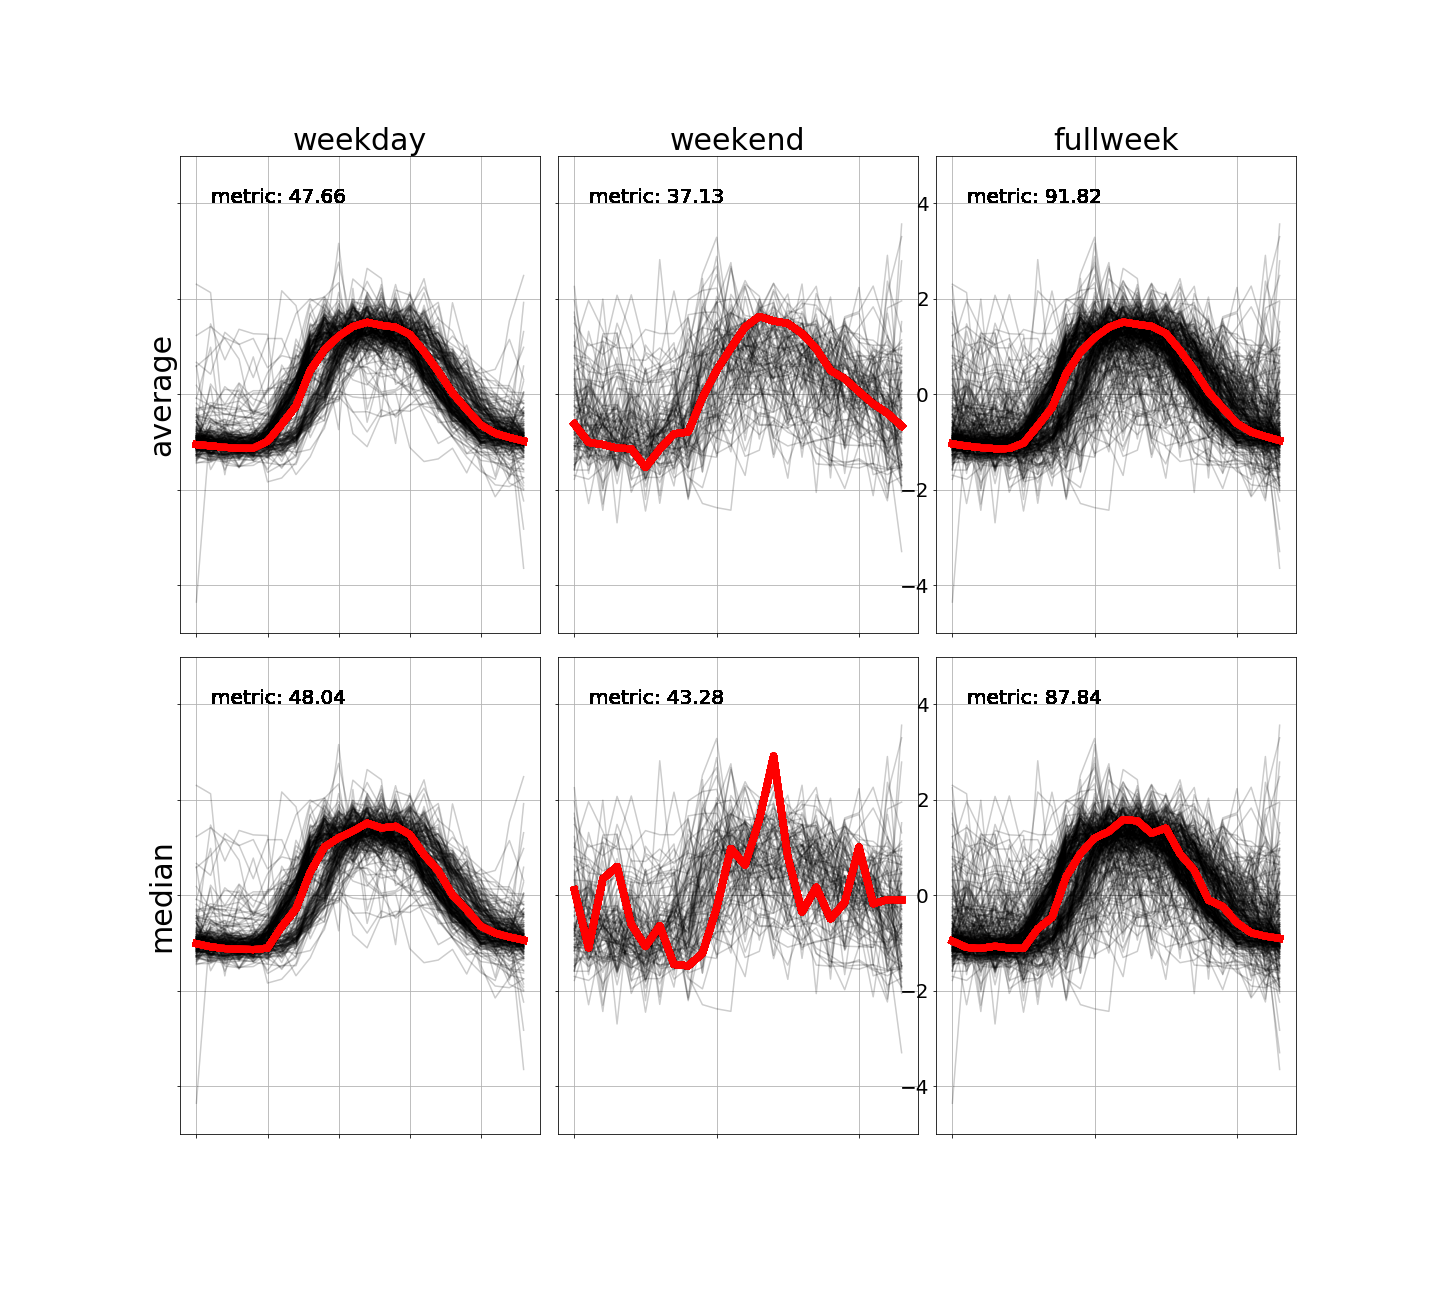 weekday weekend fullweek
metric: 47.66
metric: 37.13
metric: 91.82
4
2
0
−2
−4
average
metric: 48.04
metric: 43.28
metric: 87.84
4
2
0
−2
−4
median